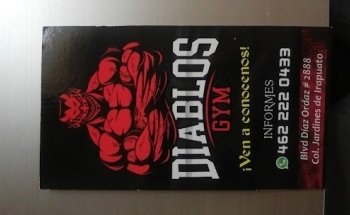 DIABLOS
GYM
¡Ven a conocenos!
INFORMES
462 222 0433
Blvd Díaz Ordaz # 2888
Col. Jardines de Irapuato